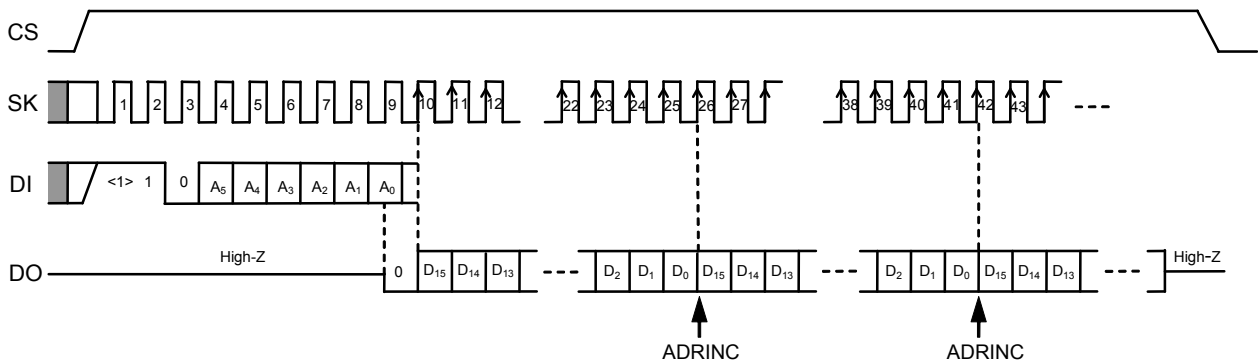 CS
SK 1 2 3 4 5 6 7 8 9 10 11 12 22 23 24 25 26 27 38 39 40 41 42 43
DI <1> 1 0 A₅ A₄ A₃ A₂ A₁ A₀
DO High-Z 0 D₁₅ D₁₄ D₁₃ D₂ D₁ D₀ D₁₅ D₁₄ D₁₃ D₂ D₁ D₀ D₁₅ D₁₄ D₁₃ High-Z
ADRINC ADRINC